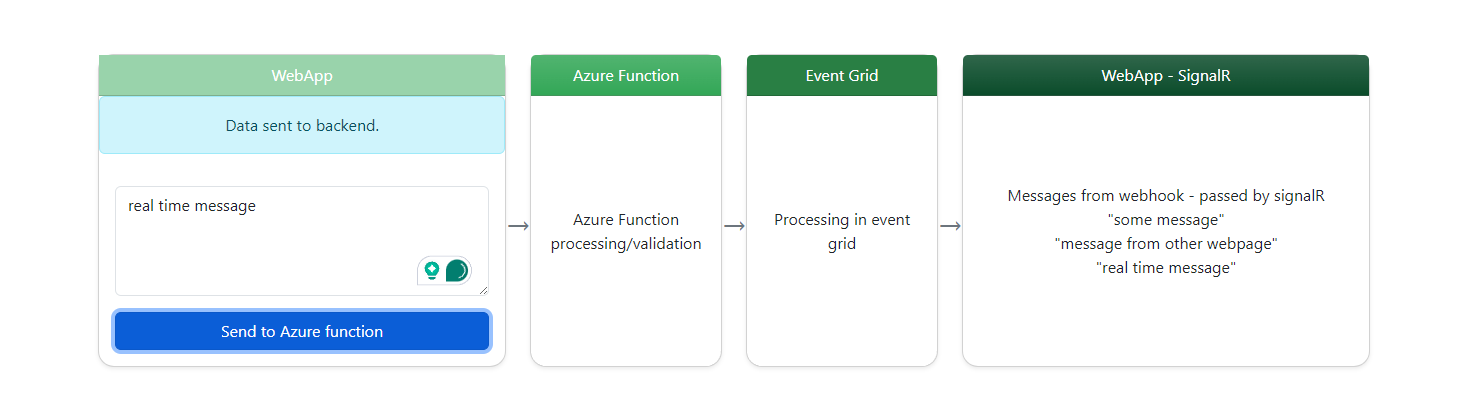 WebApp
Data sent to backend.
real time message
Send to Azure function
Azure Function
Azure Function
processing/validation
Event Grid
Processing in event
grid
WebApp - SignalR
Messages from webhook - passed by signalR
"some message"
"message from other webpage"
"real time message"